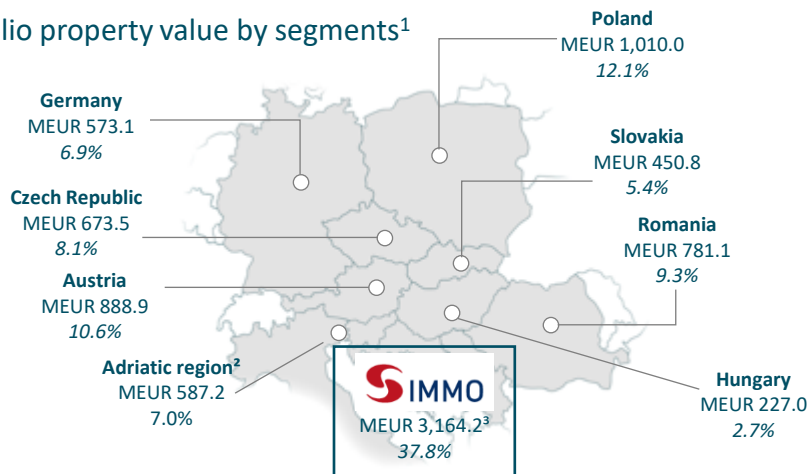 lio property value by segments¹
Poland
MEUR 1,010.0
12.1%
Germany
MEUR 573.1
6.9%
Slovakia
MEUR 450.8
5.4%
Czech Republic
MEUR 673.5
8.1%
Romania
MEUR 781.1
9.3%
Austria
MEUR 888.9
10.6%
Adriatic region²
MEUR 587.2
7.0%
S IMMO
MEUR 3,164.2³
37.8%
Hungary
MEUR 227.0
2.7%